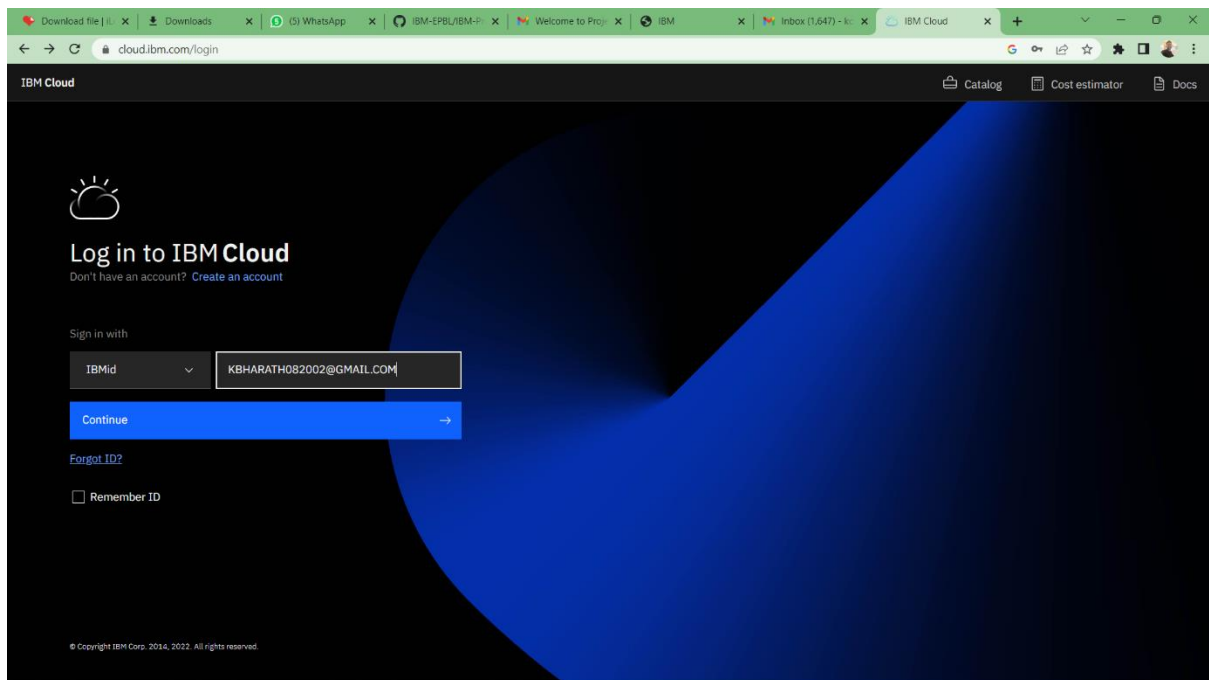 Download file | iL
Downloads
(5) WhatsApp
IBM-EPBL/IBM-P
Welcome to Proje
IBM
Inbox (1,647) - k
IBM Cloud
cloud.ibm.com/login
IBM Cloud
Catalog
Cost estimator
Docs
Log in to IBM Cloud
Don't have an account? Create an account
Sign in with
IBMid
KBHARATH082002@GMAIL.COM
Continue
Forgot ID?
Remember ID
© Copyright IBM Corp. 2014, 2022. All rights reserved.